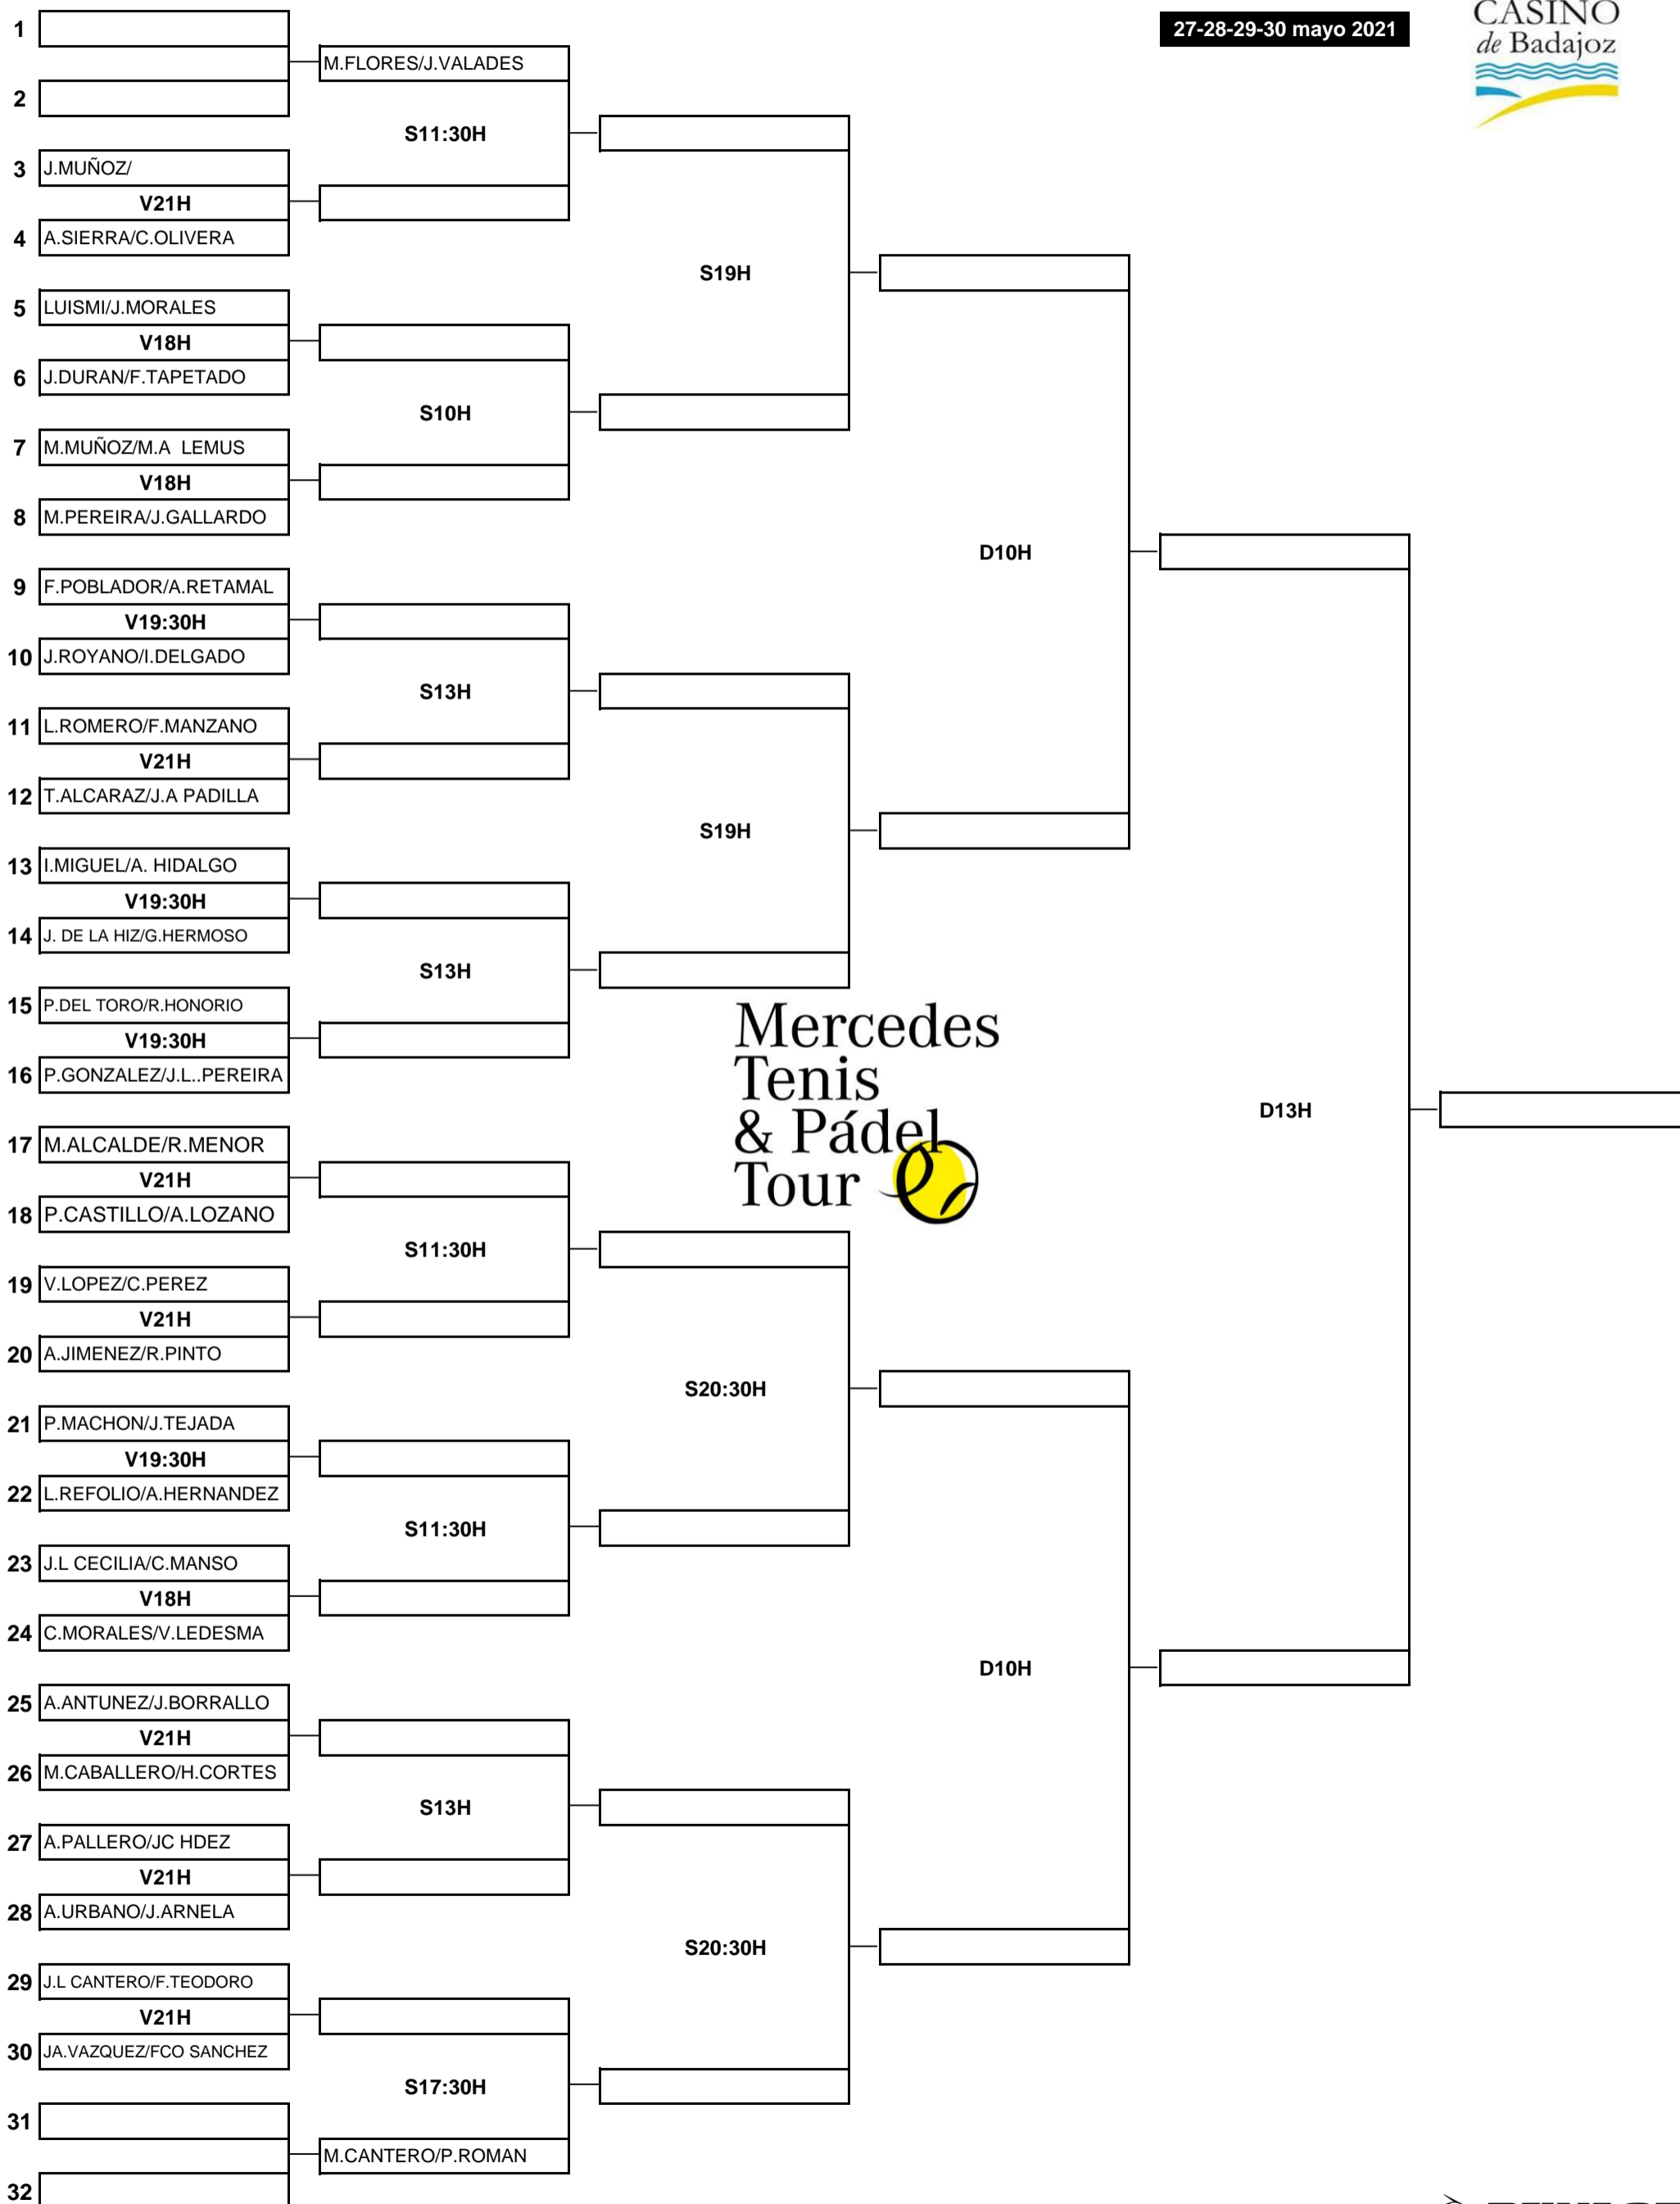 27-28-29-30 mayo 2021
CASINO
de Badajoz
1
M.FLORES/J.VALADES
2
S11:30H
3 J.MUÑOZ/
V21H
4 A.SIERRA/C.OLIVERA
S19H
5 LUISMI/J.MORALES
V18H
6 J.DURAN/F.TAPETADO
S10H
7 M.MUÑOZ/M.A LEMUS
V18H
8 M.PEREIRA/J.GALLARDO
D10H
9 F.POBLADOR/A.RETAMAL
V19:30H
10 J.ROYANO/I.DELGADO
S13H
11 L.ROMERO/F.MANZANO
V21H
12 T.ALCARAZ/J.A PADILLA
S19H
13 I.MIGUEL/A. HIDALGO
V19:30H
14 J. DE LA HIZ/G.HERMOSO
S13H
15 P.DEL TORO/R.HONORIO
V19:30H
16 P.GONZALEZ/J.L..PEREIRA
Mercedes
Tenis
& Pádel
Tour
D13H
17 M.ALCALDE/R.MENOR
V21H
18 P.CASTILLO/A.LOZANO
S11:30H
19 V.LOPEZ/C.PEREZ
V21H
20 A.JIMENEZ/R.PINTO
S20:30H
21 P.MACHON/J.TEJADA
V19:30H
22 L.REFOLIO/A.HERNANDEZ
S11:30H
23 J.L CECILIA/C.MANSO
V18H
24 C.MORALES/V.LEDESMA
D10H
25 A.ANTUNEZ/J.BORRALLO
V21H
26 M.CABALLERO/H.CORTES
S13H
27 A.PALLERO/JC HDEZ
V21H
28 A.URBANO/J.ARNELA
S20:30H
29 J.L CANTERO/F.TEODORO
V21H
30 JA.VAZQUEZ/FCO SANCHEZ
S17:30H
31
M.CANTERO/P.ROMAN
32